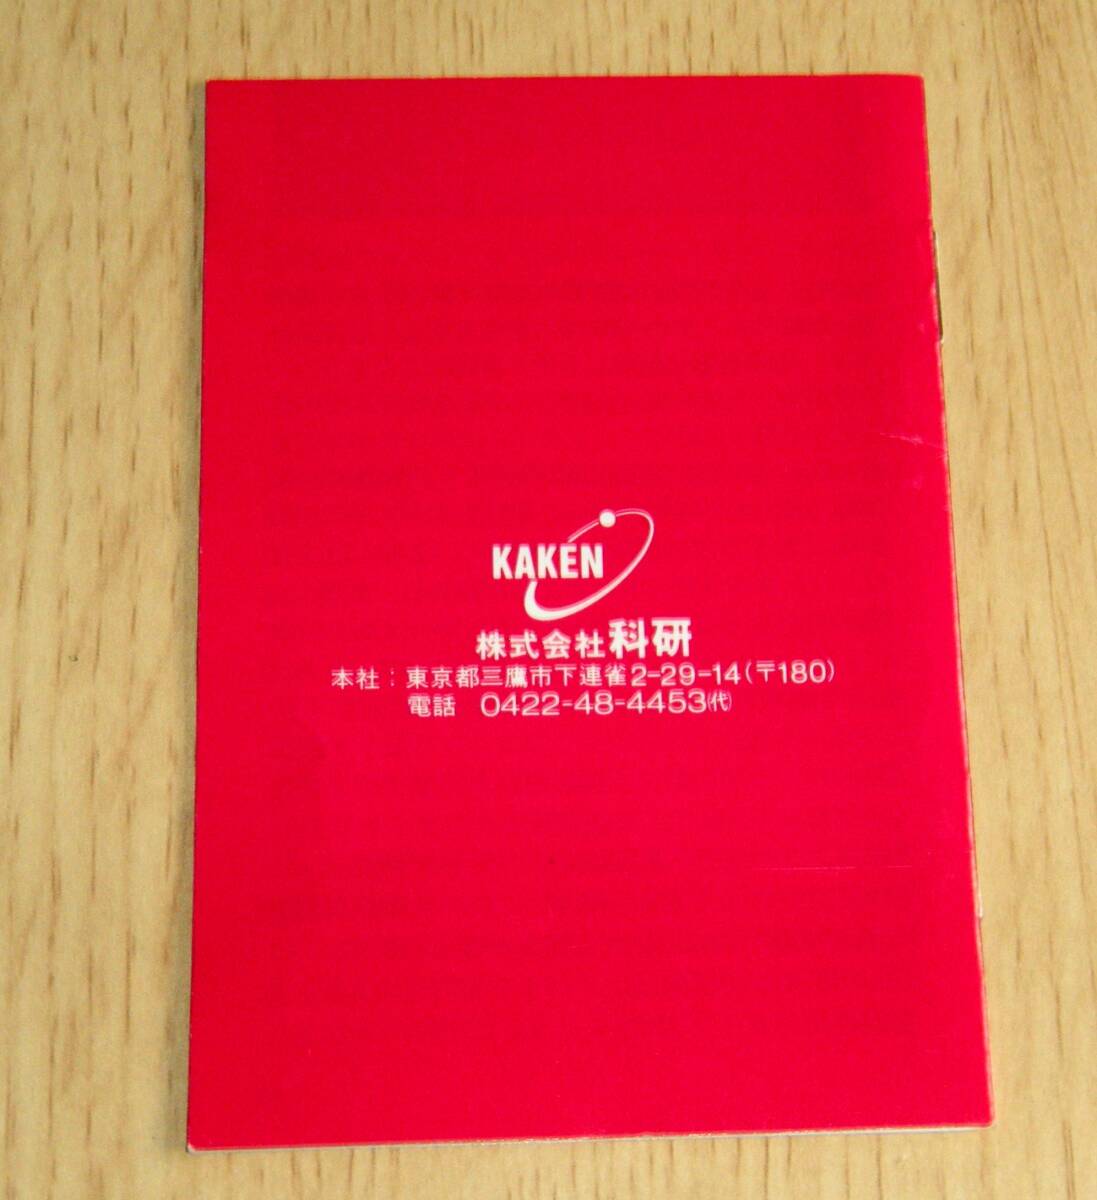 KAKEN
株式会社科研
本社：東京都三鷹市下連雀2-29-14(〒180)
電話 0422-48-4453(代)